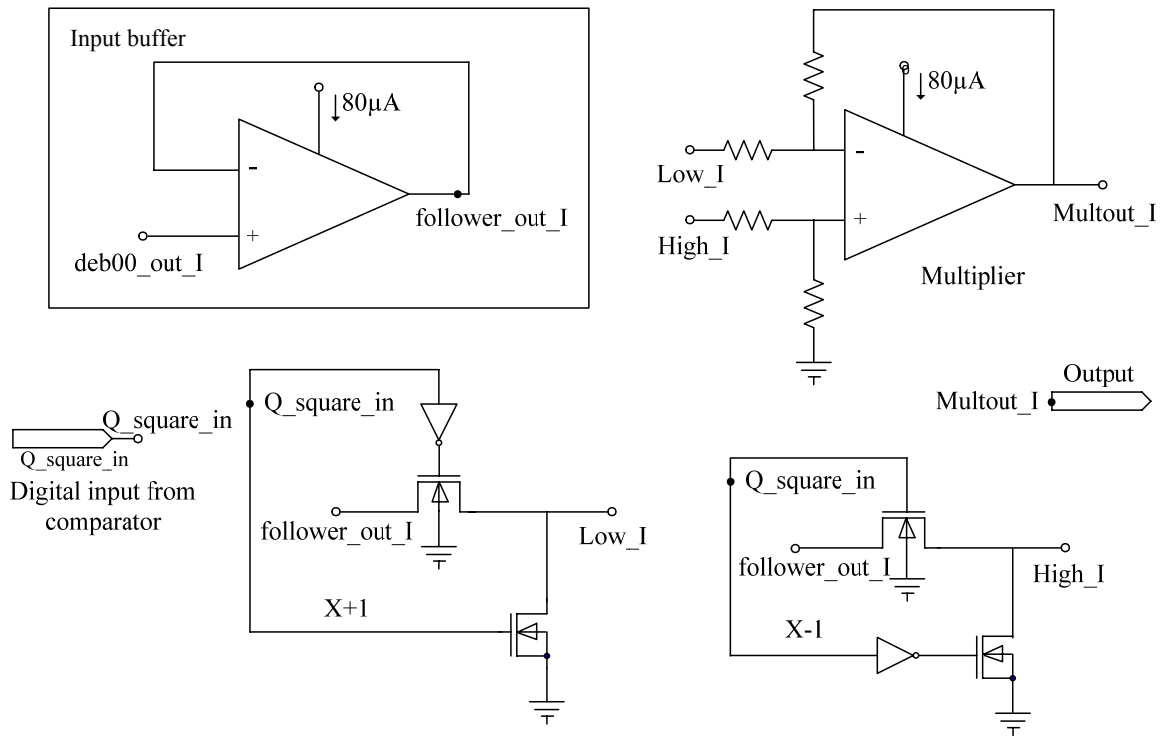 Input buffer
80µA
-
+
follower_out_I
deb00_out_I
80µA
-
+
Low_I
High_I
Multout_I
Multiplier
Output
Multout_I
Q_square_in
Q_square_in
Q_square_in
Digital input from
comparator
follower_out_I
Low_I
X+1
Q_square_in
follower_out_I
High_I
X-1